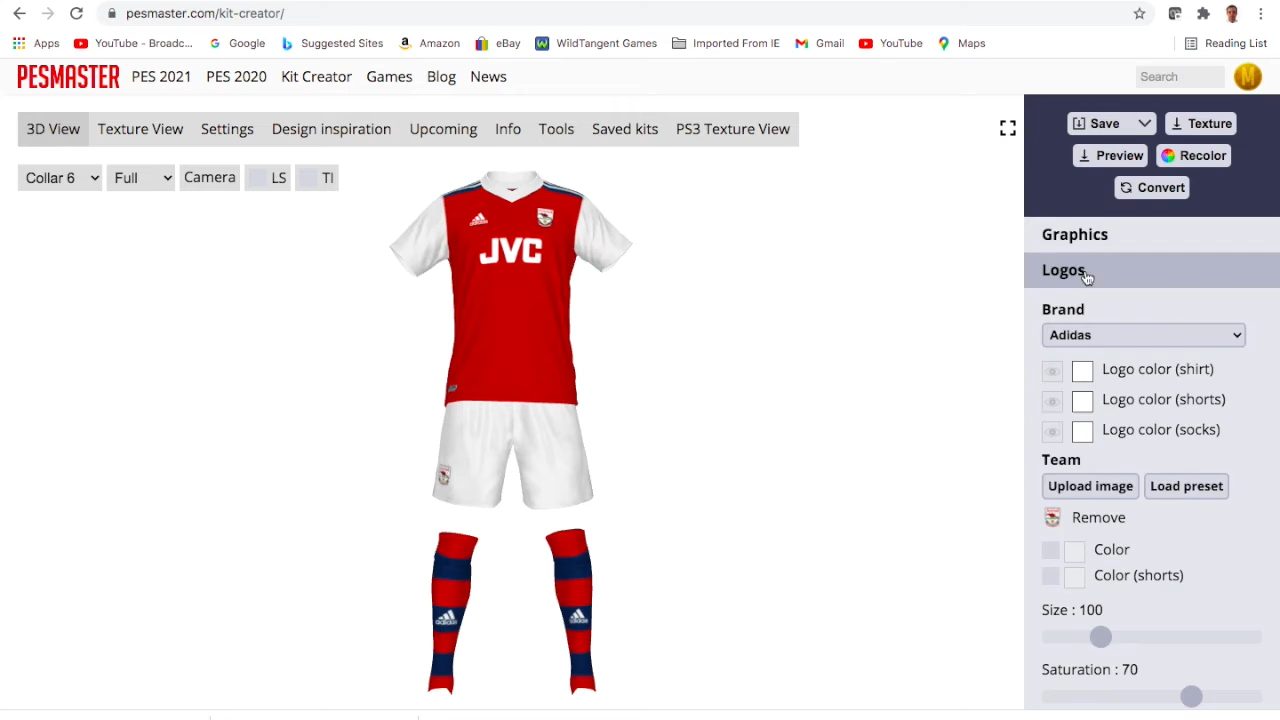 pesmaster.com/kit-creator/
Apps YouTube - Broadc... Google Suggested Sites Amazon eBay WildTangent Games Imported From IE Gmail YouTube Maps Reading List
PESMASTER PES 2021 PES 2020 Kit Creator Games Blog News Search M
3D View Texture View Settings Design inspiration Upcoming Info Tools Saved kits PS3 Texture View
Collar 6 Full Camera LS TI
Save Texture
Preview Recolor
Convert
Graphics
Logos
Brand
Adidas
Logo color (shirt)
Logo color (shorts)
Logo color (socks)
Team
Upload image Load preset
Remove
Color
Color (shorts)
Size : 100
Saturation : 70
adidas
JVC
adidas adidas